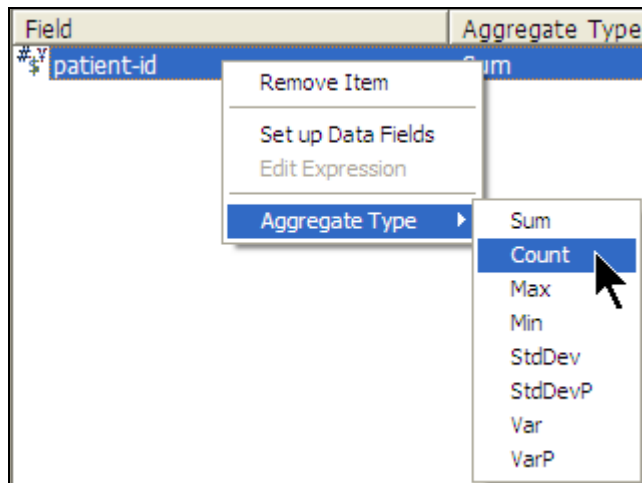 Field Aggregate Type
patient-id Sum
Remove Item
Set up Data Fields
Edit Expression
Aggregate Type
Sum
Count
Max
Min
StdDev
StdDevP
Var
VarP